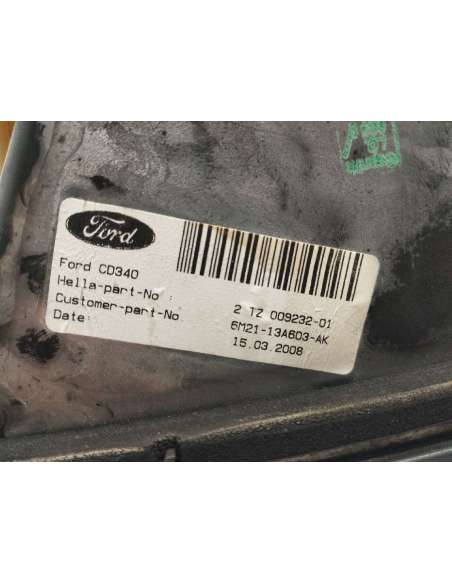 Ford
Ford CD340
Hella-part-No : 2 TZ 009232-01
Customer-part-No 6M21-13A603-AK
Date: 15.03.2008